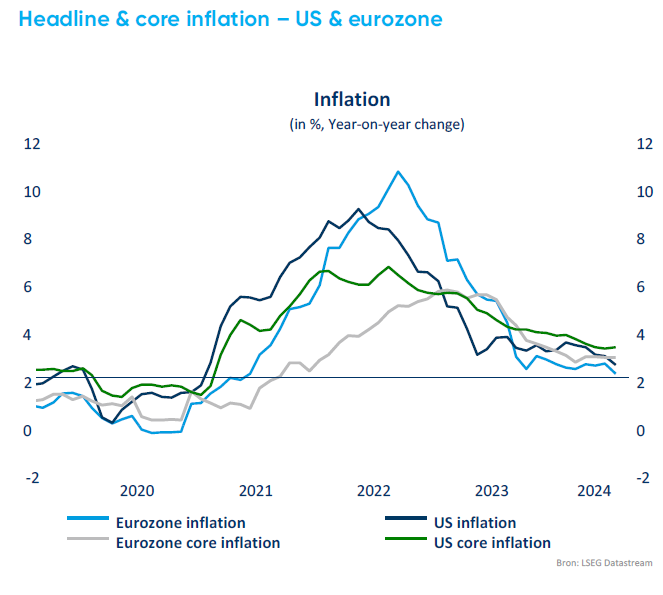 Headline & core inflation – US & eurozone
Inflation
(in %, Year-on-year change)
12 12
10 10
8 8
6 6
4 4
2 2
0 0
-2 -2
2020 2021 2022 2023 2024
Eurozone inflation US inflation
Eurozone core inflation US core inflation
Bron: LSEG Datastream